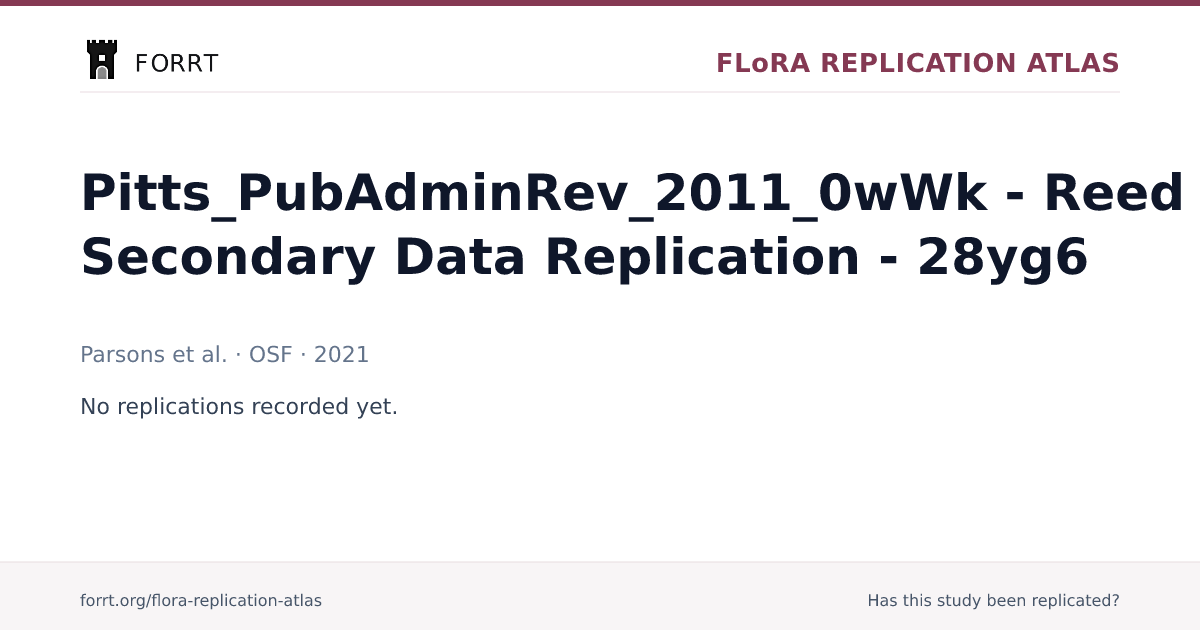 FORRT
FLoRA REPLICATION ATLAS
Pitts_PubAdminRev_2011_0wWk - Reed
Secondary Data Replication - 28yg6
Parsons et al. · OSF · 2021
No replications recorded yet.
forrt.org/flora-replication-atlas
Has this study been replicated?